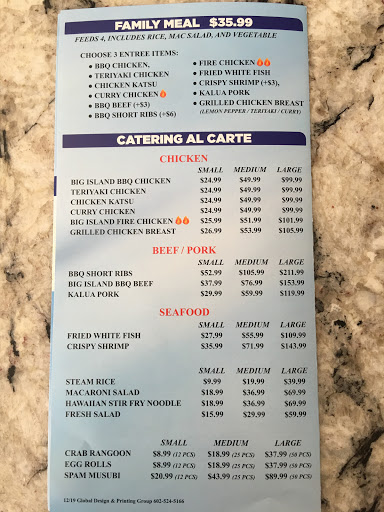 FAMILY MEAL $35.99
FEEDS 4, INCLUDES RICE, MAC SALAD, AND VEGETABLE
CHOOSE 3 ENTREE ITEMS:
• BBQ CHICKEN,
• TERIYAKI CHICKEN
• CHICKEN KATSU
• CURRY CHICKEN
• BBQ BEEF (+$3)
• BBQ SHORT RIBS (+$6)
• FIRE CHICKEN
• FRIED WHITE FISH
• CRISPY SHRIMP (+$3),
• KALUA PORK
• GRILLED CHICKEN BREAST
(LEMON PEPPER / TERIYAKI / CURRY)
CATERING AL CARTE
CHICKEN
SMALL MEDIUM LARGE
BIG ISLAND BBQ CHICKEN $24.99 $49.99 $99.99
TERIYAKI CHICKEN $24.99 $49.99 $99.99
CHICKEN KATSU $24.99 $49.99 $99.99
CURRY CHICKEN $24.99 $49.99 $99.99
BIG ISLAND FIRE CHICKEN $25.99 $51.99 $101.99
GRILLED CHICKEN BREAST $26.99 $53.99 $105.99
BEEF / PORK
SMALL MEDIUM LARGE
BBQ SHORT RIBS $52.99 $105.99 $211.99
BIG ISLAND BBQ BEEF $37.99 $76.99 $153.99
KALUA PORK $29.99 $59.99 $119.99
SEAFOOD
SMALL MEDIUM LARGE
FRIED WHITE FISH $27.99 $55.99 $109.99
CRISPY SHRIMP $35.99 $71.99 $143.99
SMALL MEDIUM LARGE
STEAM RICE $9.99 $19.99 $39.99
MACARONI SALAD $18.99 $36.99 $69.99
HAWAIIAN STIR FRY NOODLE $18.99 $36.99 $69.99
FRESH SALAD $15.99 $29.99 $59.99
SMALL MEDIUM LARGE
CRAB RANGOON $8.99 (12 PCS) $18.99 (25 PCS) $37.99 (50 PCS)
EGG ROLLS $8.99 (12 PCS) $18.99 (25 PCS) $37.99 (50 PCS)
SPAM MUSUBI $20.99 (12 PCS) $43.99 (25 PCS) $89.99 (50 PCS)
12/19 Global Design & Printing Group 602-524-5166